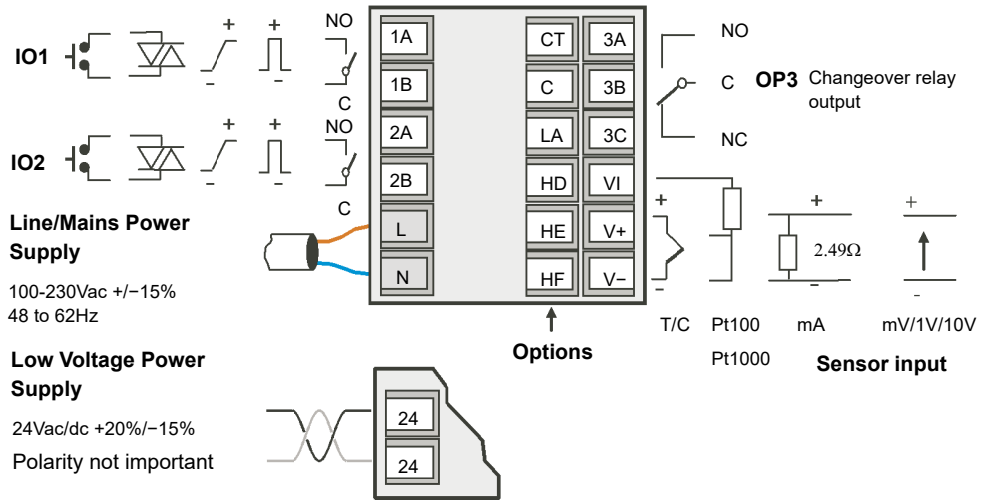 + + NO
IO1
- -
C
+ + NO
IO2
- -
C
1A
1B
2A
2B
L
N
CT 3A
C 3B
LA 3C
HD VI
HE V+
HF V−
NO
C OP3 Changeover relay
output
NC
Line/Mains Power
Supply
100-230Vac +/−15%
48 to 62Hz
+ + +
2.49Ω
− − -
T/C Pt100 mA mV/1V/10V
Pt1000 Sensor input
Options
Low Voltage Power
Supply
24Vac/dc +20%/−15%
Polarity not important
24
24